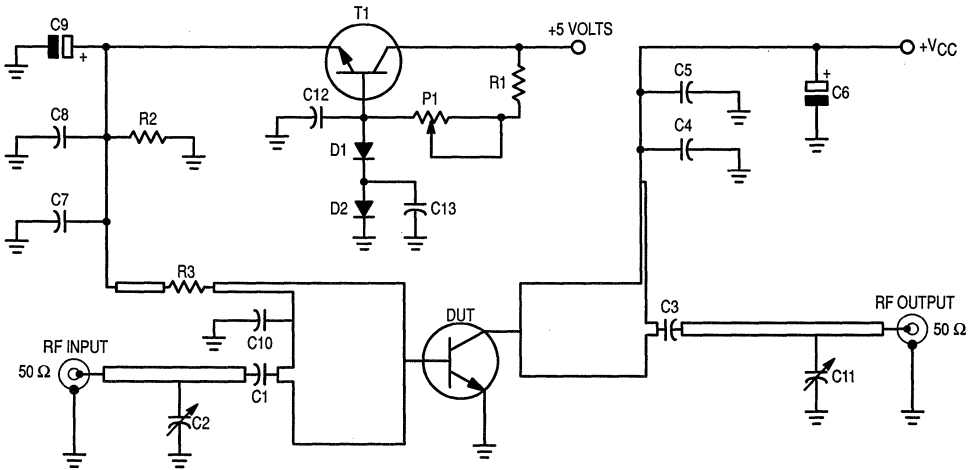 C9
+
T1
+5 VOLTS
+VCC
C5
+
C6
R1
C12
P1
C8
R2
C4
D1
D2
C13
C7
R3
C10
DUT
C3
RF OUTPUT
50 Ω
RF INPUT
50 Ω
C1
C2
C11